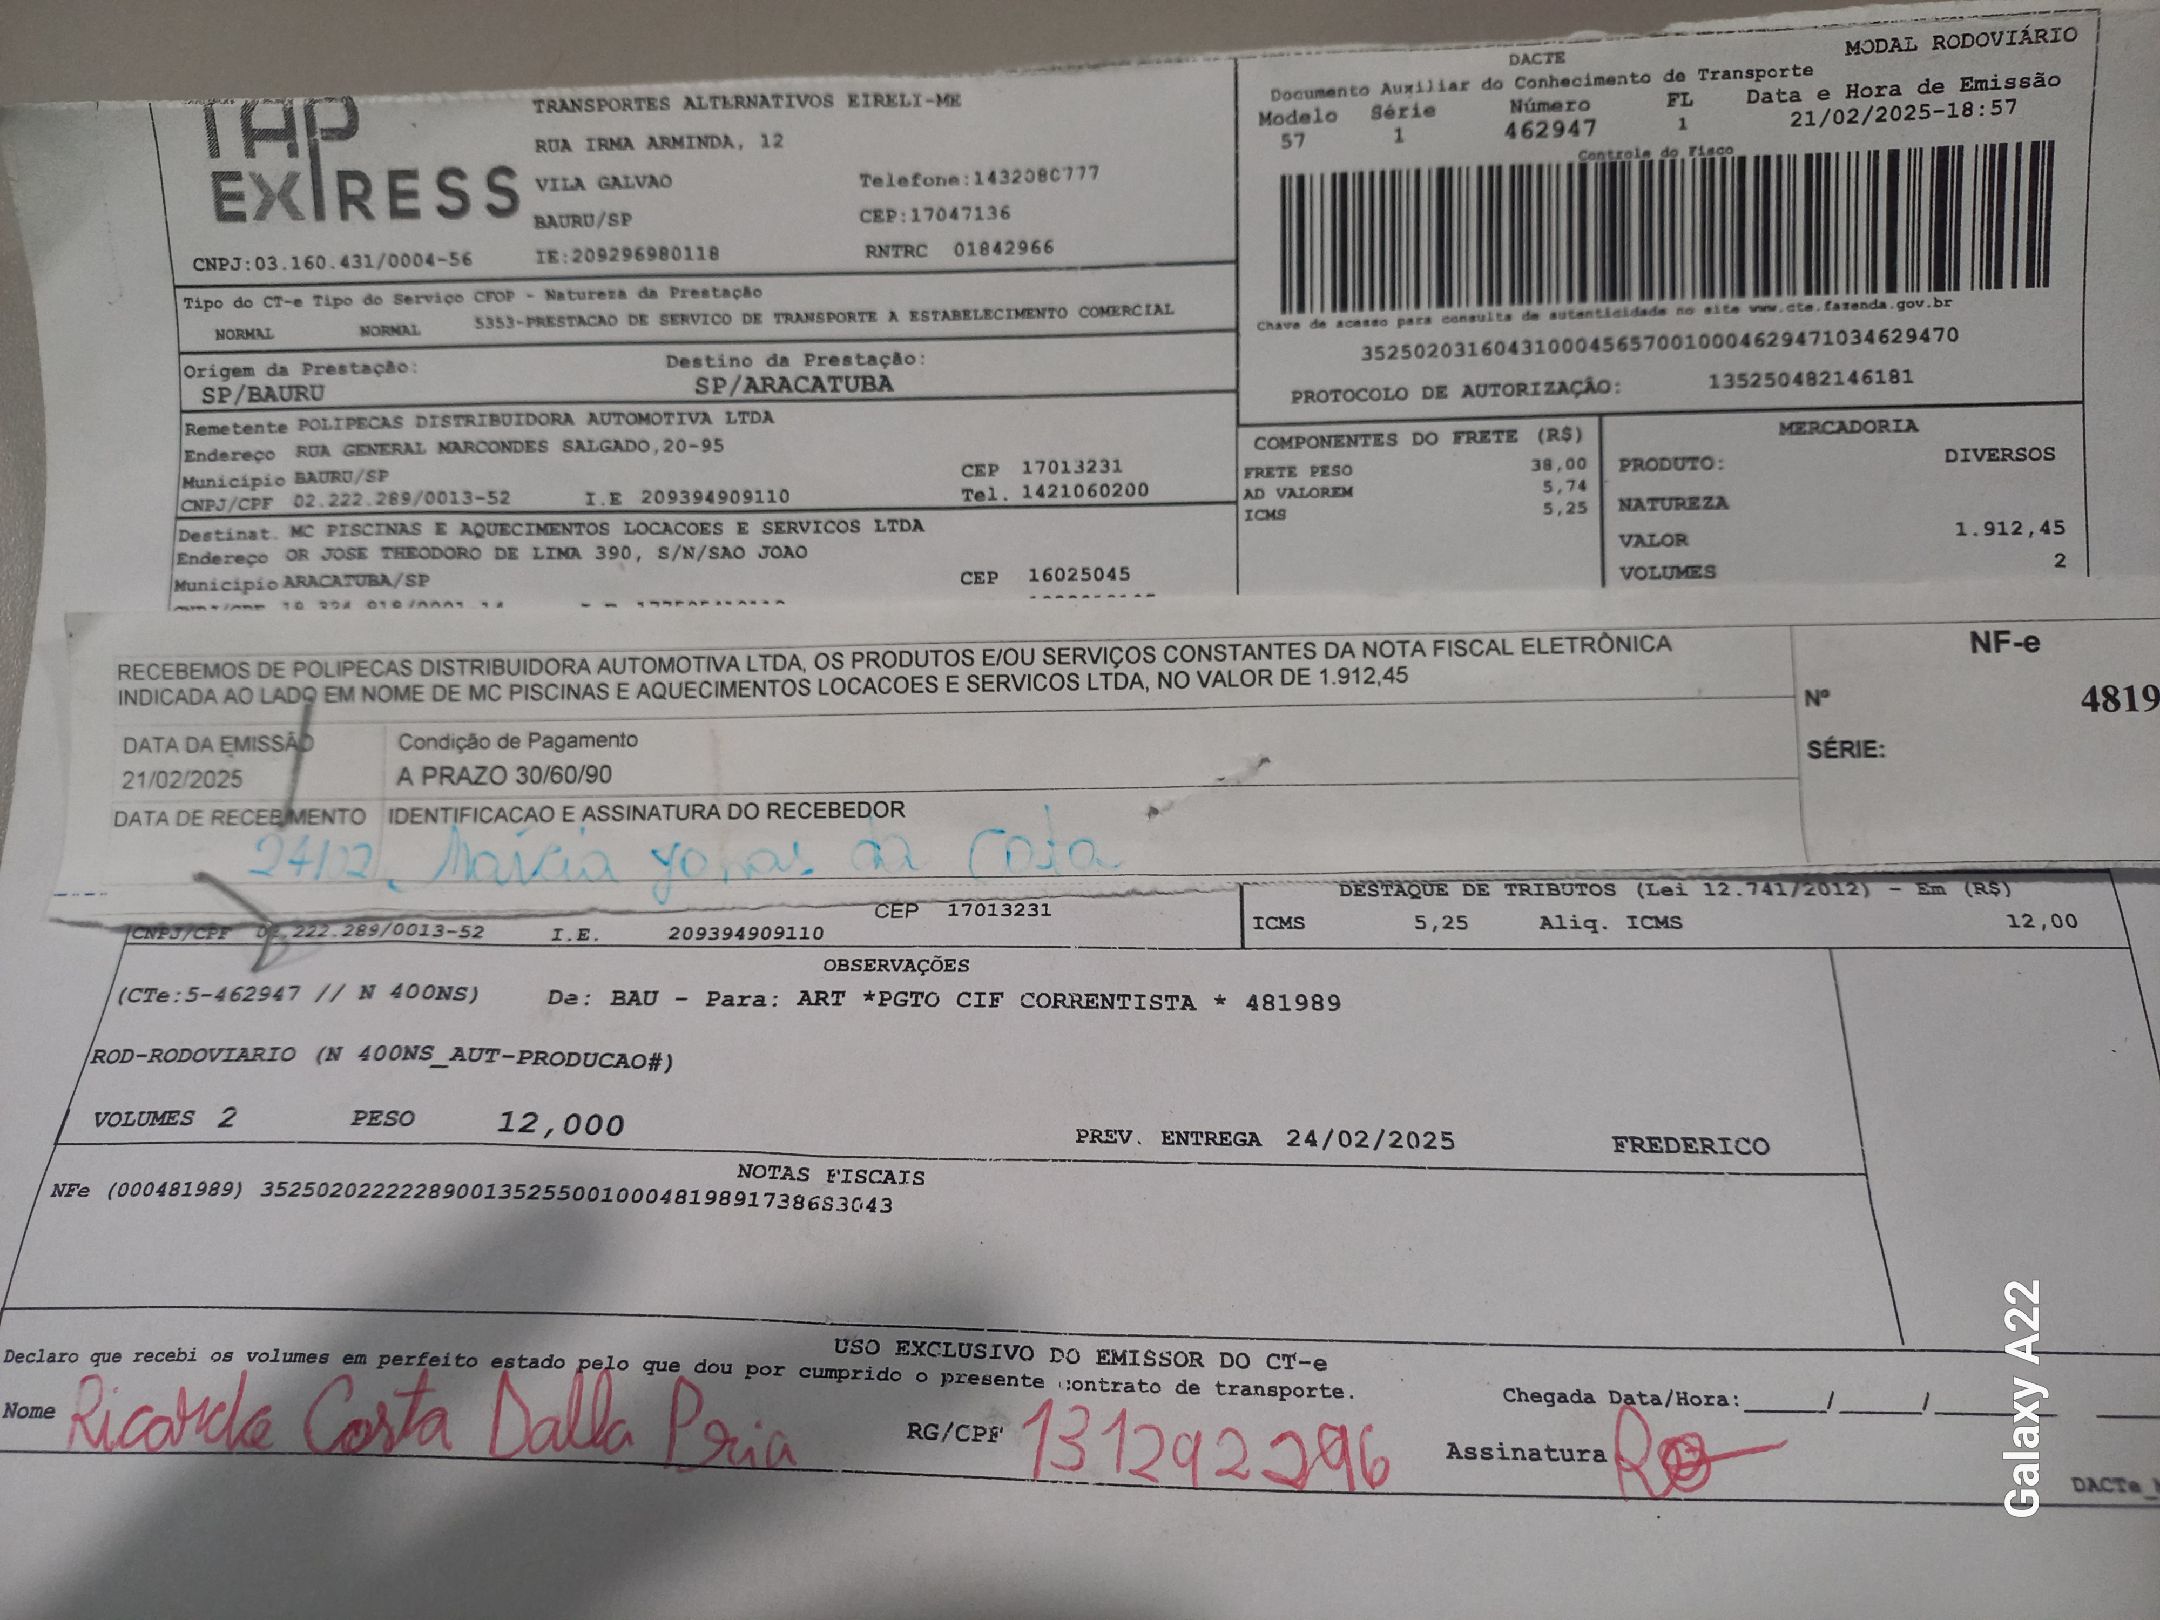 TAP EXPRESS
TRANSPORTES ALTERNATIVOS EIRELI-ME
RUA IRMA ARMINDA, 12
VILA GALVAO Telefone:1432080777
BAURU/SP CEP:17047136
CNPJ:03.160.431/0004-56 IE:209296980118 RNTRC 01842966
DACTE
MODAL RODOVIÁRIO
Documento Auxiliar do Conhecimento de Transporte
Modelo Série Número FL Data e Hora de Emissão
57 1 462947 1 21/02/2025-18:57
Controle do Fisco
Chave de acesso para consulta de autenticidade no site www.cte.fazenda.gov.br
35250203160431000456570010004629471034629470
PROTOCOLO DE AUTORIZAÇÃO: 135250482146181
Tipo do CT-e Tipo do Serviço CFOP - Natureza da Prestação
NORMAL NORMAL 5353-PRESTACAO DE SERVICO DE TRANSPORTE A ESTABELECIMENTO COMERCIAL
Origem da Prestação: Destino da Prestação:
SP/BAURU SP/ARACATUBA
Remetente POLIPECAS DISTRIBUIDORA AUTOMOTIVA LTDA
Endereço RUA GENERAL MARCONDES SALGADO,20-95
Município BAURU/SP CEP 17013231
CNPJ/CPF 02.222.289/0013-52 I.E 209394909110 Tel. 1421060200
Destinat. MC PISCINAS E AQUECIMENTOS LOCACOES E SERVICOS LTDA
Endereço OR JOSE THEODORO DE LIMA 390, S/N/SAO JOAO
Município ARACATUBA/SP CEP 16025045
COMPONENTES DO FRETE (R$)
FRETE PESO 38,00
AD VALOREM 5,74
ICMS 5,25
MERCADORIA
PRODUTO: DIVERSOS
NATUREZA
VALOR 1.912,45
VOLUMES 2
RECEBEMOS DE POLIPECAS DISTRIBUIDORA AUTOMOTIVA LTDA, OS PRODUTOS E/OU SERVIÇOS CONSTANTES DA NOTA FISCAL ELETRÔNICA
INDICADA AO LADO EM NOME DE MC PISCINAS E AQUECIMENTOS LOCACOES E SERVICOS LTDA, NO VALOR DE 1.912,45
NF-e
Nº 4819
SÉRIE:
DATA DA EMISSÃO Condição de Pagamento
21/02/2025 A PRAZO 30/60/90
DATA DE RECEBIMENTO IDENTIFICACAO E ASSINATURA DO RECEBEDOR
24/02 da Costa
CEP 17013231
CNPJ/CPF 02.222.289/0013-52 I.E. 209394909110
DESTAQUE DE TRIBUTOS (Lei 12.741/2012) - Em (R$)
ICMS 5,25 Aliq. ICMS 12,00
OBSERVAÇÕES
(CTe:5-462947 // N 400NS) De: BAU - Para: ART *PGTO CIF CORRENTISTA * 481989
ROD-RODOVIARIO (N 400NS_AUT-PRODUCAO#)
VOLUMES 2 PESO 12,000
PREV. ENTREGA 24/02/2025 FREDERICO
NOTAS FISCAIS
NFe (000481989)
USO EXCLUSIVO DO EMISSOR DO CT-e
Declaro que recebi os volumes em perfeito estado pelo que dou por cumprido o presente contrato de transporte.
Nome Ricardo Costa Dalla Pria RG/CPF 131292296
Chegada Data/Hora:_____/_____/_____
Assinatura
DACTe_
Galaxy A22